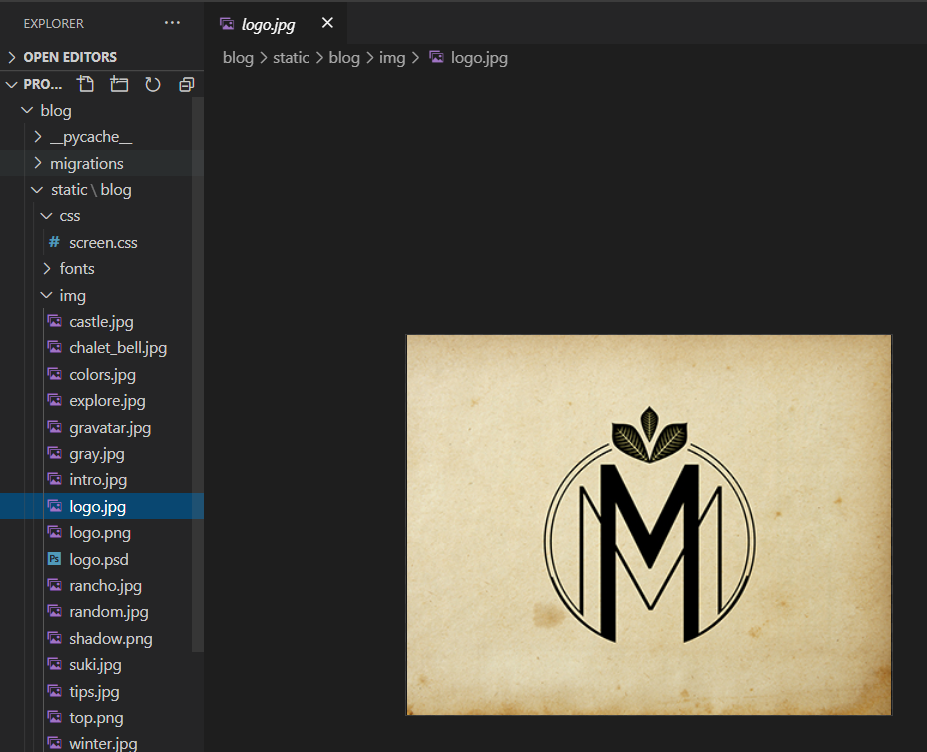 EXPLORER
logo.jpg
OPEN EDITORS
blog > static > blog > img > logo.jpg
PRO...
blog
__pycache__
migrations
static\blog
css
# screen.css
fonts
img
castle.jpg
chalet_bell.jpg
colors.jpg
explore.jpg
gravatar.jpg
gray.jpg
intro.jpg
logo.jpg
logo.png
Ps logo.psd
rancho.jpg
random.jpg
shadow.png
suki.jpg
tips.jpg
top.png
winter.jpg
M